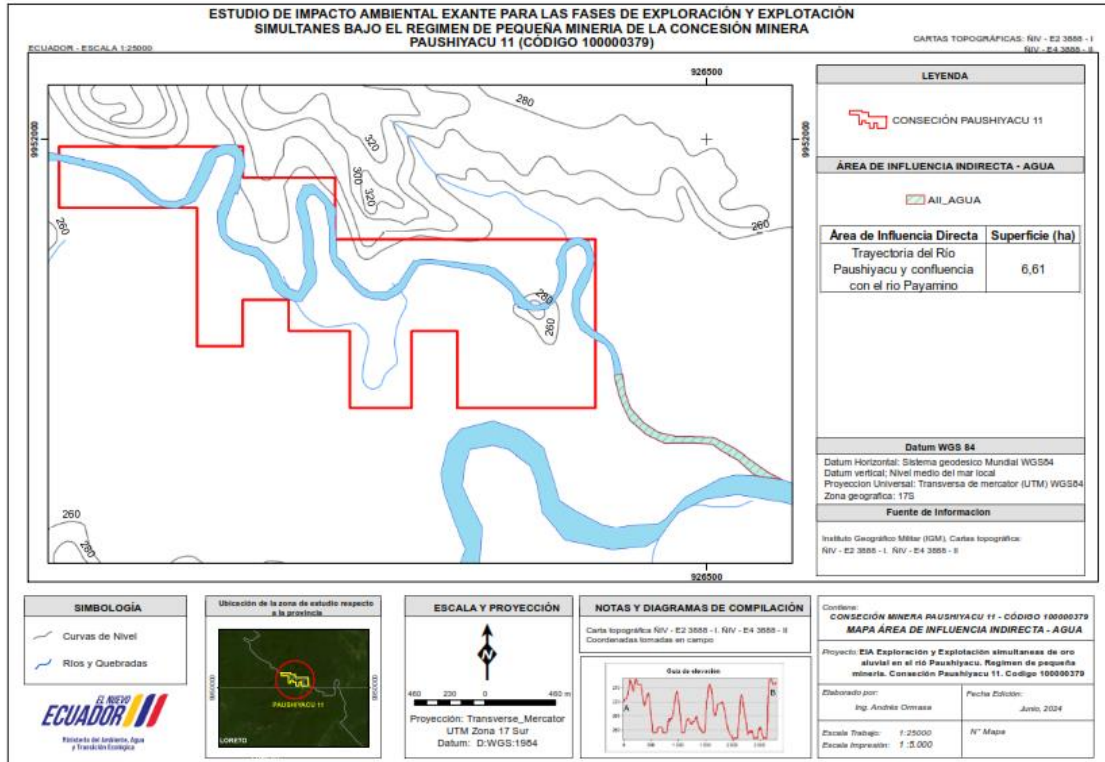 ESTUDIO DE IMPACTO AMBIENTAL EXANTE PARA LAS FASES DE EXPLORACIÓN Y EXPLOTACIÓN
SIMULTANES BAJO EL REGIMEN DE PEQUEÑA MINERIA DE LA CONCESIÓN MINERA
PAUSHIYACU 11 (CÓDIGO 100000379)
ECUADOR - ESCALA 1:25000
CARTAS TOPOGRÁFICAS: ÑIV - E2 3888 - I
ÑIV - E4 3888 - II
926500
9952000
9952000
280
320
300
320
260
260
280
260
260
280
926500
LEYENDA
CONSECIÓN PAUSHIYACU 11
ÁREA DE INFLUENCIA INDIRECTA - AGUA
AII_AGUA
Área de Influencia Directa Superficie (ha)
Trayectoria del Río
Paushiyacu y confluencia
con el rio Payamino
6,61
Datum WGS 84
Datum Horizontal: Sistema geodesico Mundial WGS84
Datum vertical; Nivel medio del mar local
Proyeccion Universal: Transversa de mercator (UTM) WGS84
Zona geografica: 17S
Fuente de Informacion
Instituto Geográfico Militar (IGM), Cartas topográfica:
ÑIV - E2 3888 - I. ÑIV - E4 3888 - II
SIMBOLOGÍA
Curvas de Nivel
Ríos y Quebradas
EL NUEVO
ECUADOR
Ministerio del Ambiente, Agua
y Transición Ecológica
Ubicación de la zona de estudio respecto
a la provincia
PAUSHIYACU 11
LORETO
ESCALA Y PROYECCIÓN
N
460 230 0 460 m
Proyección: Transverse_Mercator
UTM Zona 17 Sur
Datum: D:WGS:1984
NOTAS Y DIAGRAMAS DE COMPILACIÓN
Carta topográfica ÑIV - E2 3888 - I. ÑIV - E4 3888 - II
Coordenadas tomadas en campo
A
B
Contiene:
CONSECIÓN MINERA PAUSHIYACU 11 - CÓDIGO 100000379
MAPA ÁREA DE INFLUENCIA INDIRECTA - AGUA
Proyecto: EIA Exploración y Explotación simultaneas de oro
aluvial en el rió Paushiyacu. Regimen de pequeña
minería. Conseción Paushiyacu 11. Codigo 100000379
Elaborado por:
Ing. Andrés Ormasa
Fecha Edición:
Junio, 2024
Escala Trabajo: 1:25000
Escala Impresión: 1 :5.000
N° Mapa